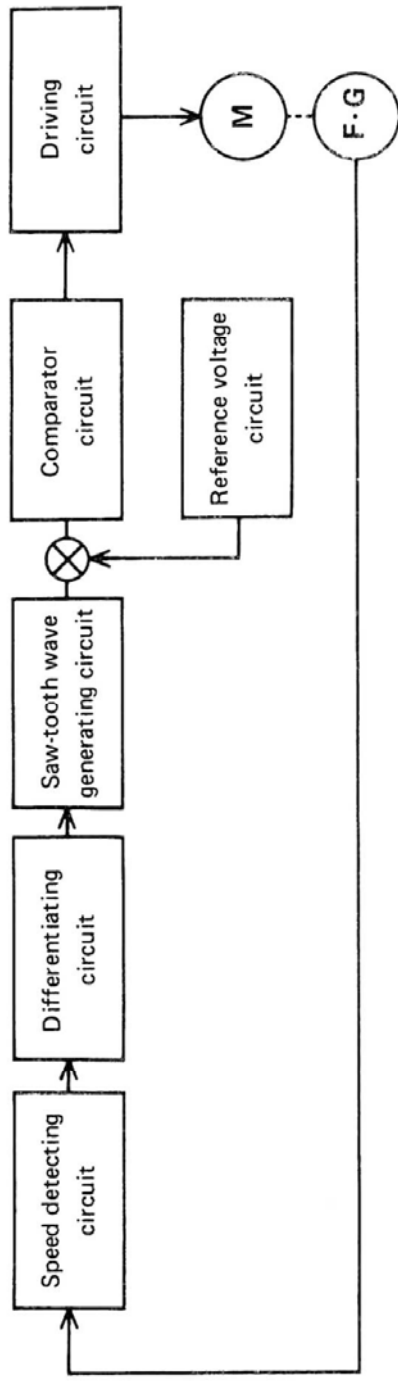 Speed detecting
circuit
Differentiating
circuit
Saw-tooth wave
generating circuit
Comparator
circuit
Driving
circuit
Reference voltage
circuit
M
F·G